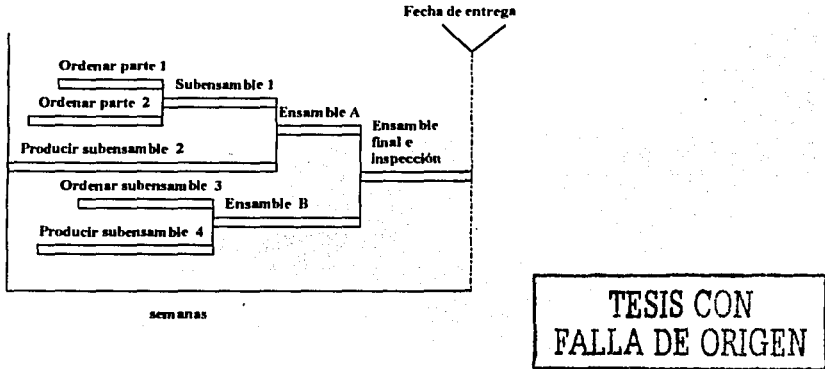 Fecha de entrega
Ordenar parte 1
Subensamble 1
Ordenar parte 2
Ensamble A
Ensamble
final e
inspección
Producir subensamble 2
Ordenar subensamble 3
Ensamble B
Producir subensamble 4
semanas
TESIS CON
FALLA DE ORIGEN